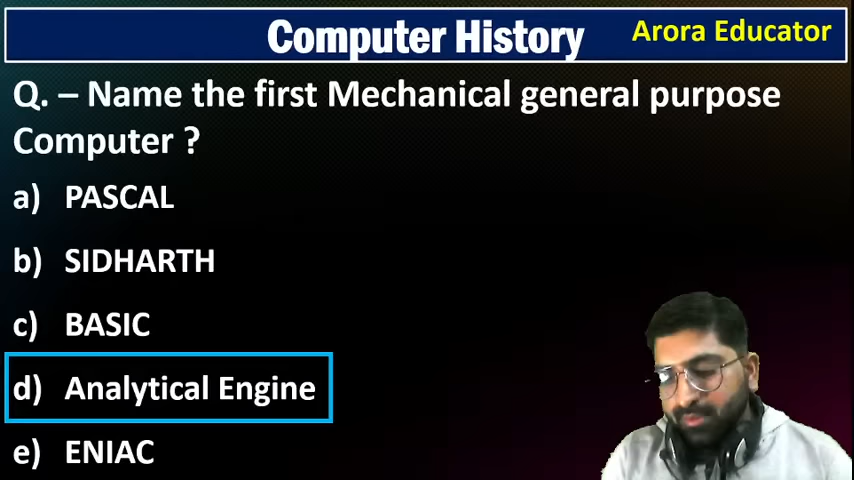 Computer History
Arora Educator
Q. – Name the first Mechanical general purpose
Computer ?
a) PASCAL
b) SIDHARTH
c) BASIC
d) Analytical Engine
e) ENIAC